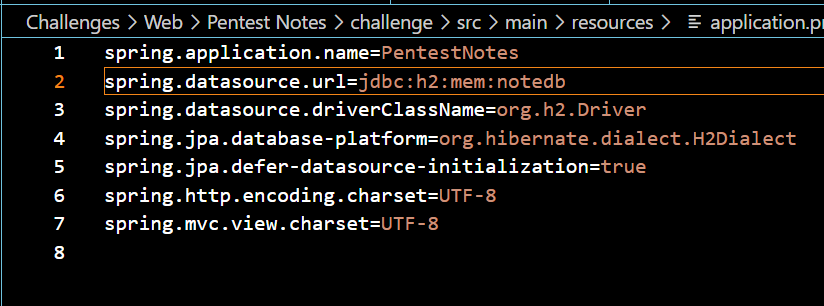 Challenges > Web > Pentest Notes > challenge > src > main > resources > application.pr
1 spring.application.name=PentestNotes
2 spring.datasource.url=jdbc:h2:mem:notedb
3 spring.datasource.driverClassName=org.h2.Driver
4 spring.jpa.database-platform=org.hibernate.dialect.H2Dialect
5 spring.jpa.defer-datasource-initialization=true
6 spring.http.encoding.charset=UTF-8
7 spring.mvc.view.charset=UTF-8
8